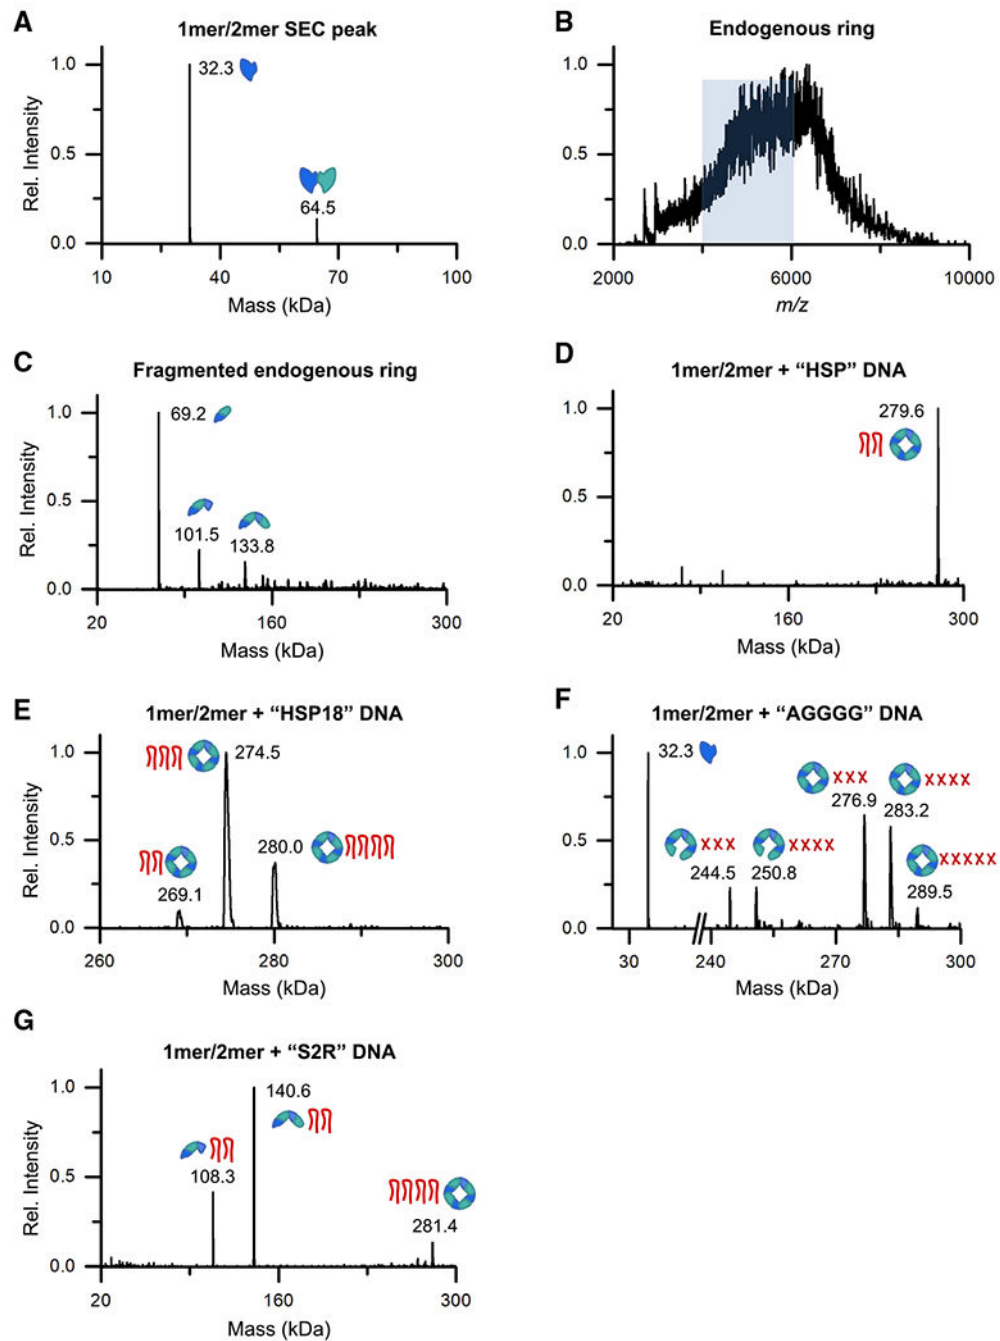 A
1mer/2mer SEC peak
Rel. Intensity
1.0
0.5
0.0
32.3
64.5
10 40 70 100
Mass (kDa)
B
Endogenous ring
1.0
0.5
0.0
2000 6000 10000
m/z
C
Fragmented endogenous ring
Rel. Intensity
1.0
0.5
0.0
69.2
101.5
133.8
20 160 300
Mass (kDa)
D
1mer/2mer + “HSP” DNA
1.0
0.5
0.0
279.6
20 160 300
Mass (kDa)
E
1mer/2mer + “HSP18” DNA
Rel. Intensity
1.0
0.5
0.0
274.5
280.0
269.1
260 280 300
Mass (kDa)
F
1mer/2mer + “AGGGG” DNA
1.0
0.5
0.0
32.3
244.5
250.8
276.9
283.2
289.5
30 240 270 300
Mass (kDa)
G
1mer/2mer + “S2R” DNA
Rel. Intensity
1.0
0.5
0.0
140.6
108.3
281.4
20 160 300
Mass (kDa)